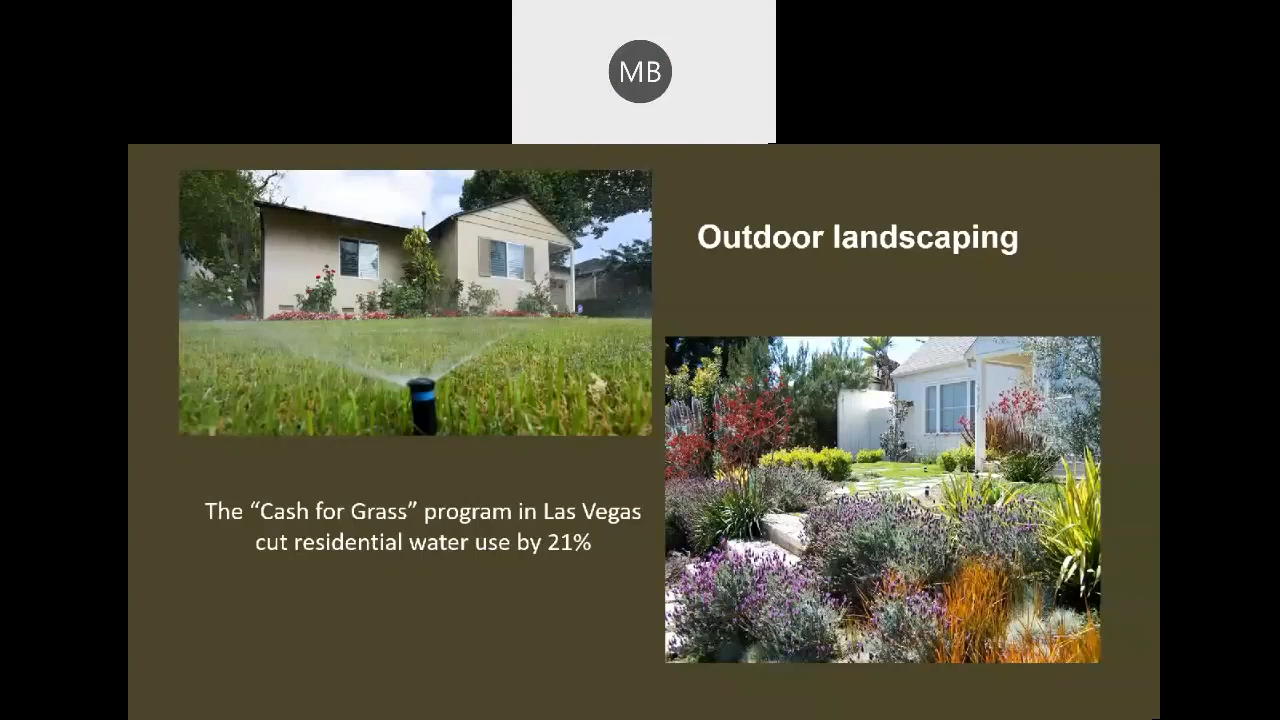 MB
Outdoor landscaping
The “Cash for Grass” program in Las Vegas
cut residential water use by 21%